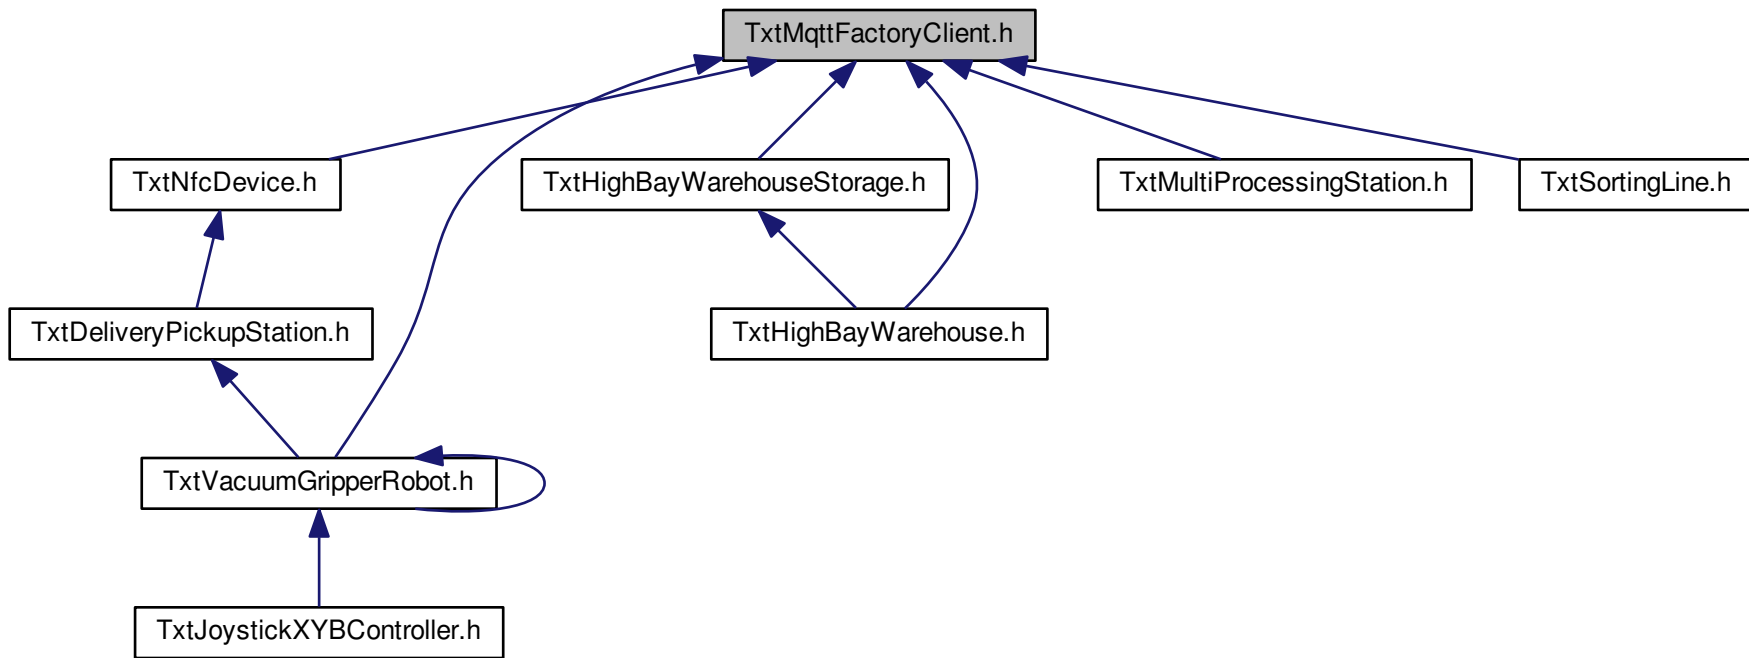 TxtMqttFactoryClient.h
TxtNfcDevice.h
TxtHighBayWarehouseStorage.h
TxtMultiProcessingStation.h
TxtSortingLine.h
TxtDeliveryPickupStation.h
TxtHighBayWarehouse.h
TxtVacuumGripperRobot.h
TxtJoystickXYBController.h